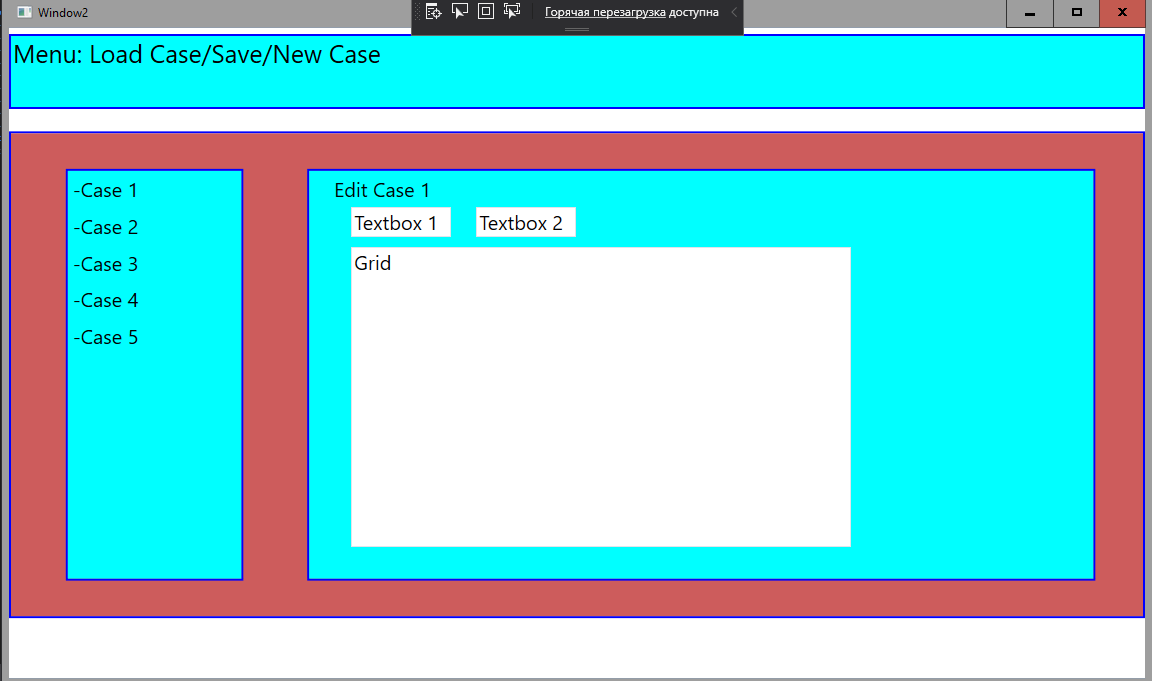 Window2
Горячая перезагрузка доступна
Menu: Load Case/Save/New Case
-Case 1
-Case 2
-Case 3
-Case 4
-Case 5
Edit Case 1
Textbox 1
Textbox 2
Grid